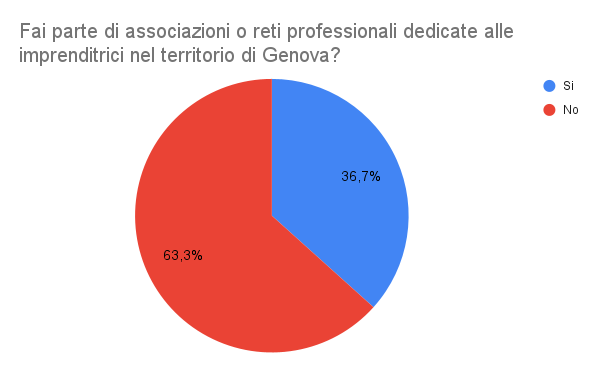 Fai parte di associazioni o reti professionali dedicate alle
imprenditrici nel territorio di Genova?
Si
No
36,7%
63,3%